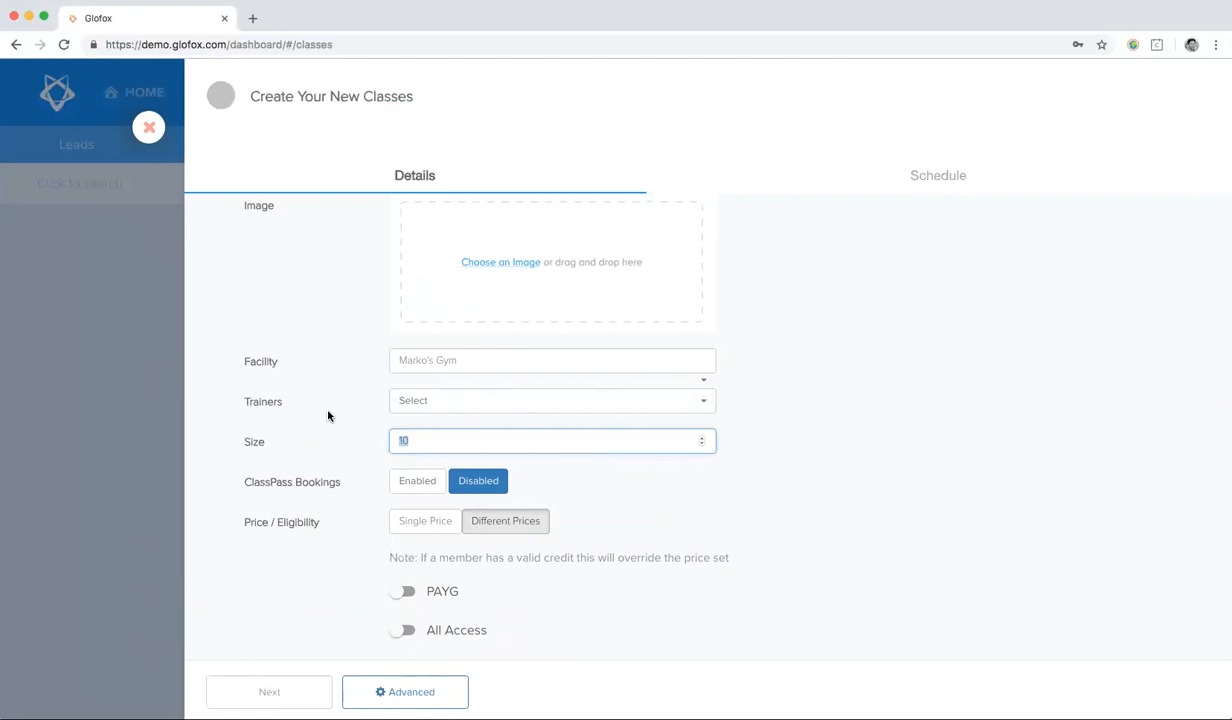 Glofox
https://demo.glofox.com/dashboard/#/classes
HOME
Create Your New Classes
Leads
Click to search
Details
Schedule
Image
Choose an Image or drag and drop here
Facility
Marko's Gym
Trainers
Select
Size
10
ClassPass Bookings
Enabled
Disabled
Price / Eligibility
Single Price
Different Prices
Note: If a member has a valid credit this will override the price set
PAYG
All Access
Next
Advanced